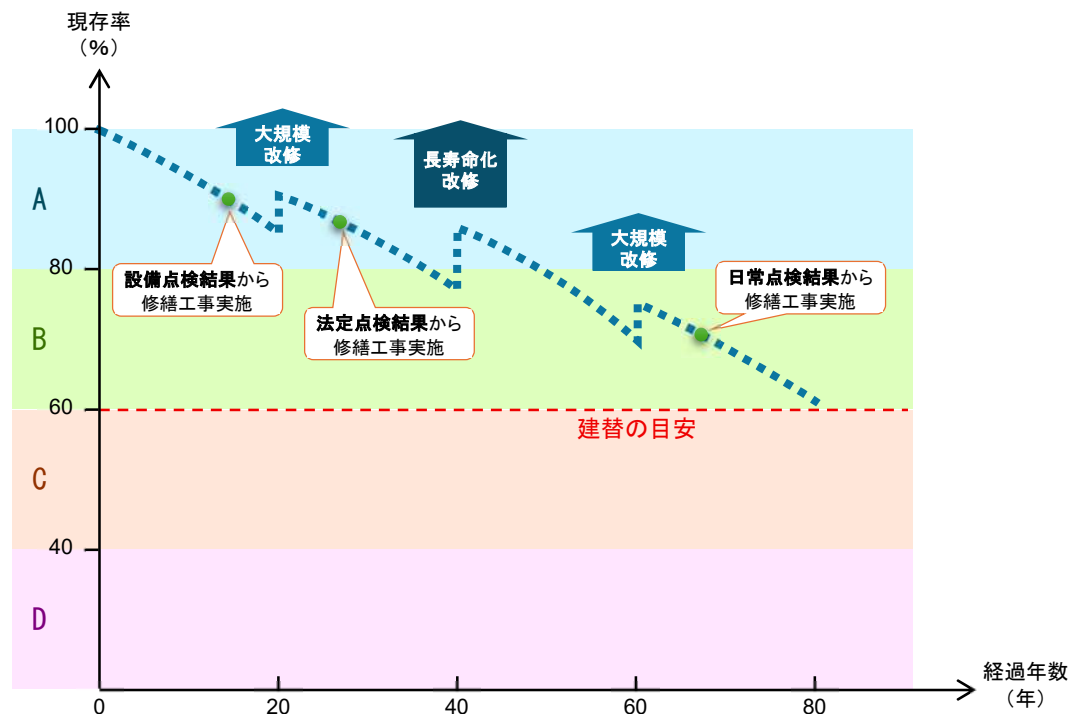 現存率
（%）
100
大規模
改修
長寿命化
改修
A
大規模
改修
80
設備点検結果から
修繕工事実施
日常点検結果から
修繕工事実施
法定点検結果から
修繕工事実施
B
60
建替の目安
C
40
D
経過年数
（年）
0
20
40
60
80